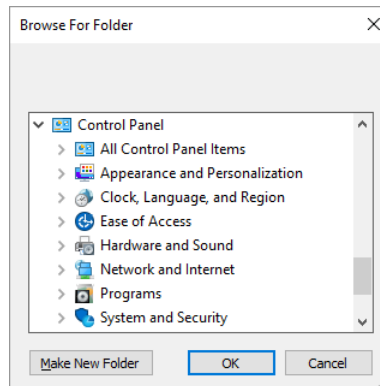 Browse For Folder
Control Panel
All Control Panel Items
Appearance and Personalization
Clock, Language, and Region
Ease of Access
Hardware and Sound
Network and Internet
Programs
System and Security
Make New Folder
OK
Cancel